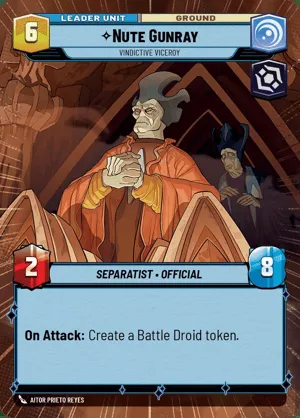 LEADER UNIT
GROUND
6
✧NUTE GUNRAY
VINDICTIVE VICEROY
2
8
SEPARATIST • OFFICIAL
On Attack: Create a Battle Droid token.
AITOR PRIETO REYES